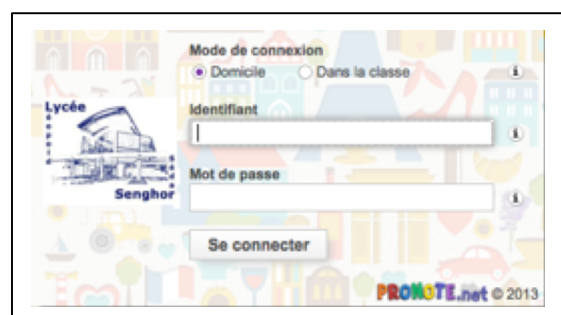 Mode de connexion
Domicile Dans la classe
Lycée
Senghor
Identifiant
Mot de passe
Se connecter
PRONOTE.net © 2013